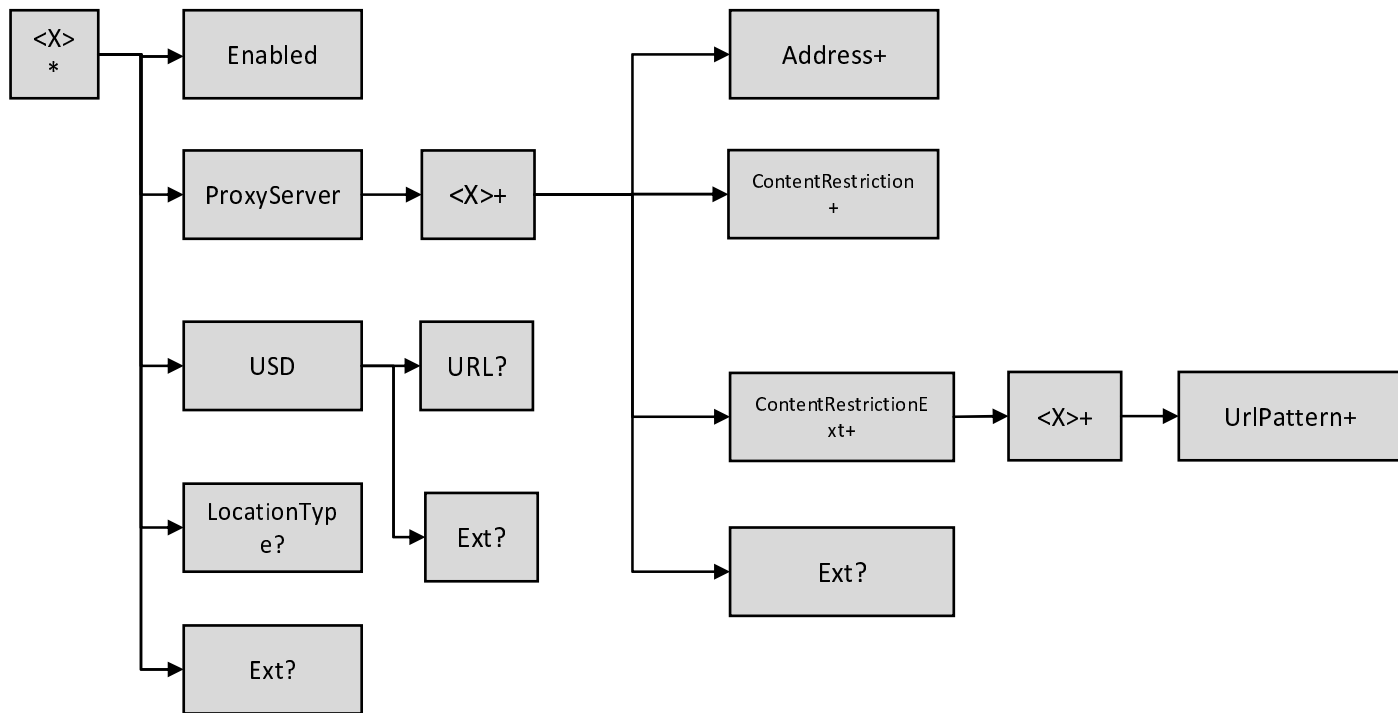 <X>
*
Enabled
Address+
ProxyServer
<X>+
ContentRestriction
+
USD
URL?
ContentRestrictionE
xt+
<X>+
UrlPattern+
LocationTyp
e?
Ext?
Ext?
Ext?